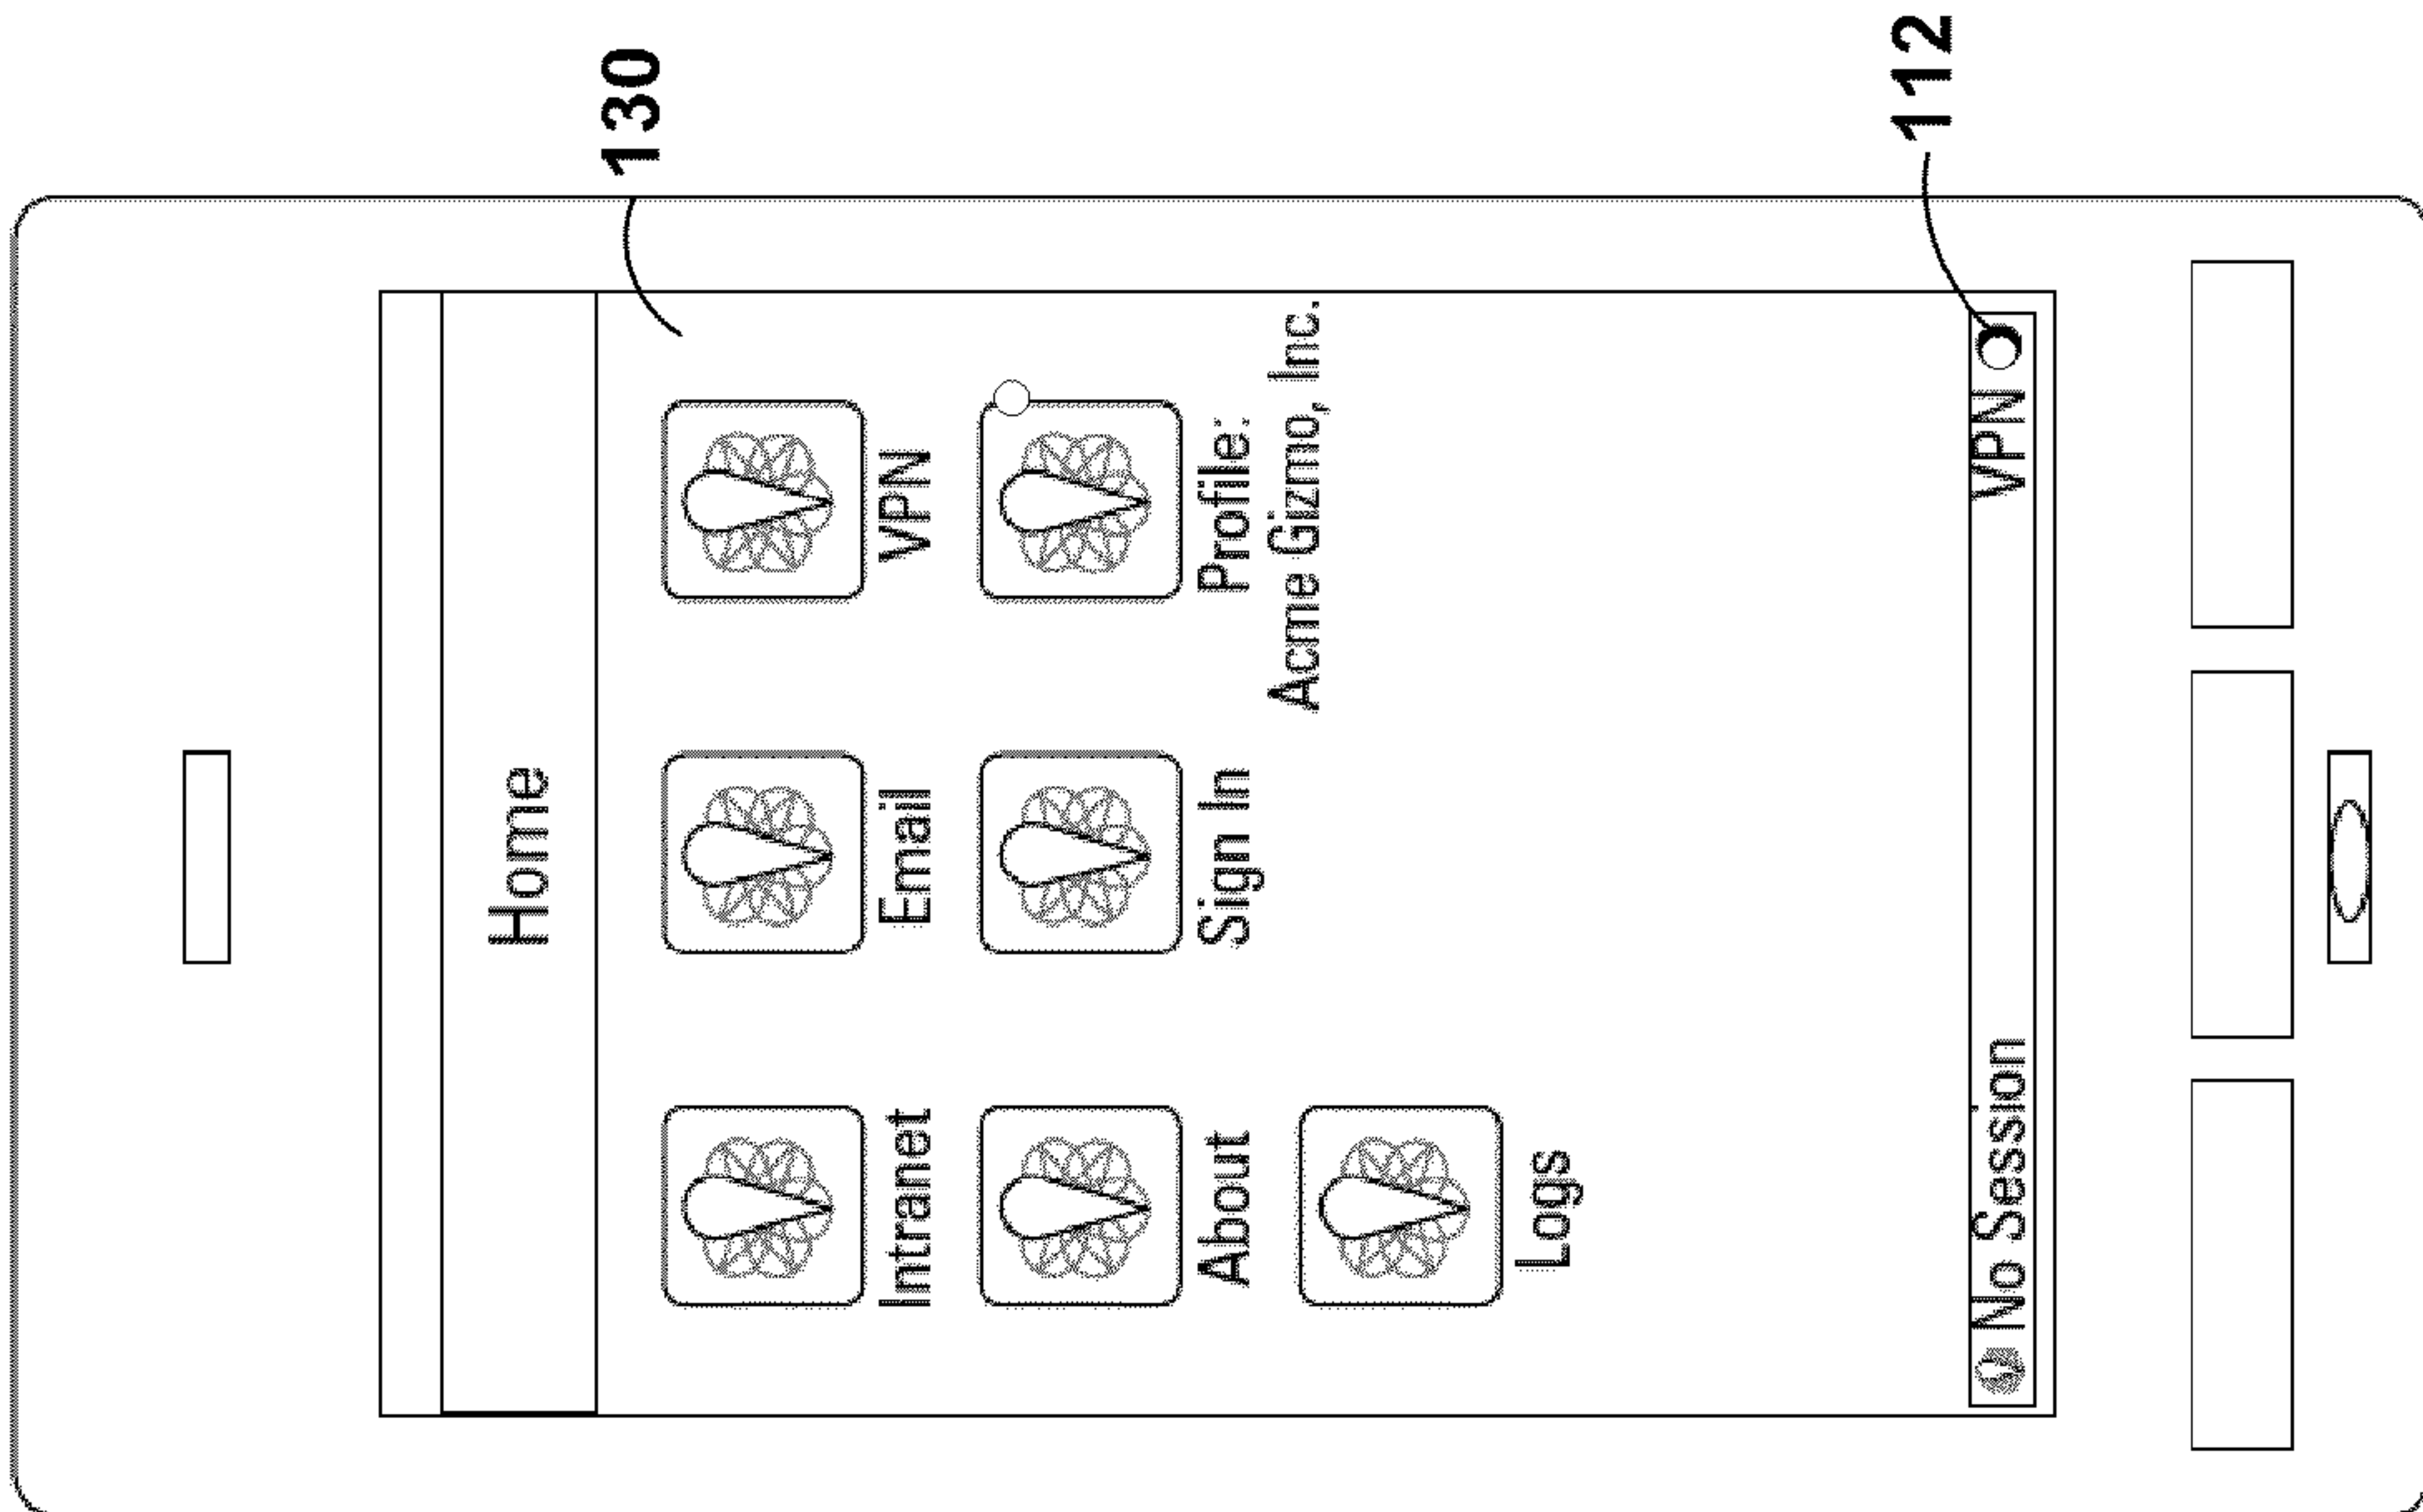 130
Home
Intranet
Email
VPN
About
Sign In
Profile:
Acme Gizmo, Inc.
Logs
No Session
VPN
112